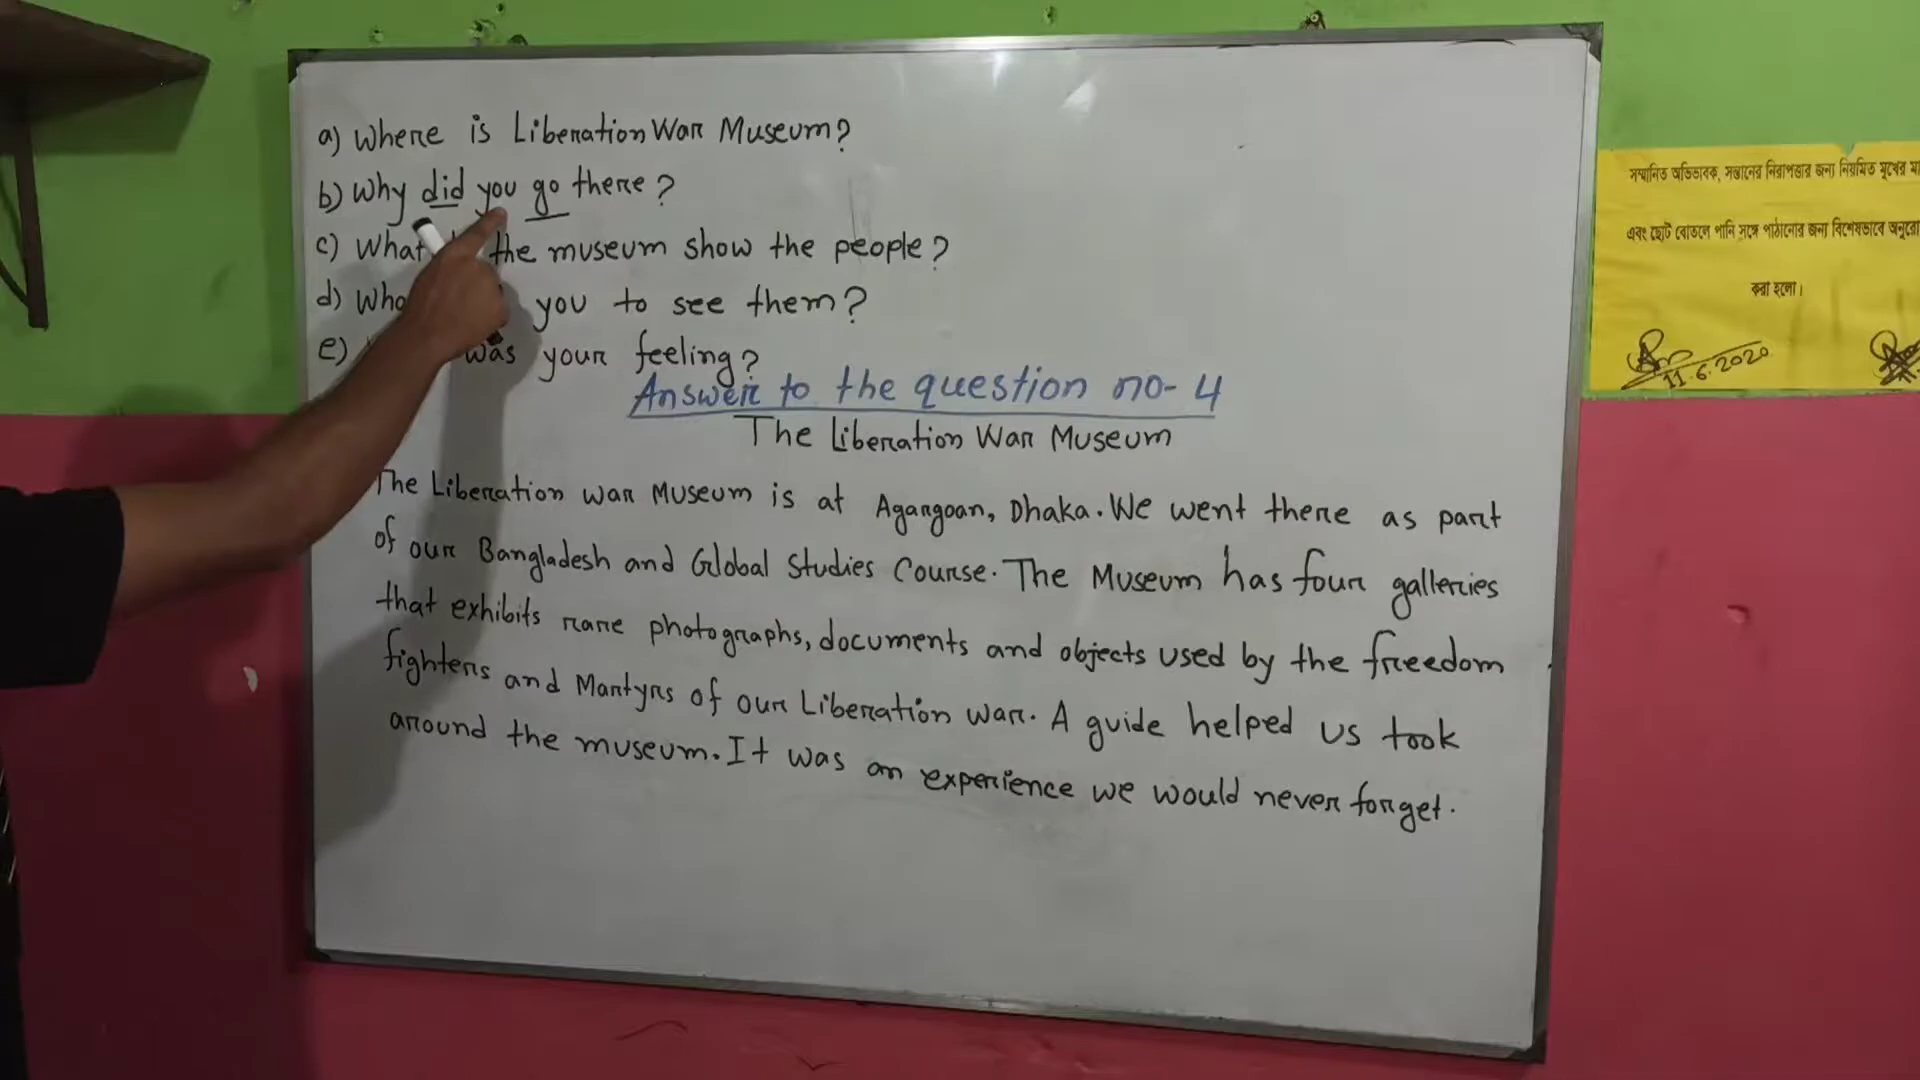 a) Where is Liberation War Museum?
b) Why did you go there?
c) What the museum show the people?
d) you to see them?
e) was your feeling?
Answer to the question no- 4
The Liberation War Museum
The Liberation war Museum is at Agargoan, Dhaka. We went there as part
of our Bangladesh and Global Studies Course. The Museum has four galleries
that exhibits rare photographs, documents and objects used by the freedom
fighters and Martyrs of our Liberation war. A guide helped us took
around the museum. It was an experience we would never forget.
সম্মানিত অভিভাবক, সন্তানের নিরাপত্তার জন্য নিয়মিত মুখের
এবং ছোট বোতলে পানি সঙ্গে পাঠানোর জন্য বিশেষভাবে
করা হলো।
11.6.2020